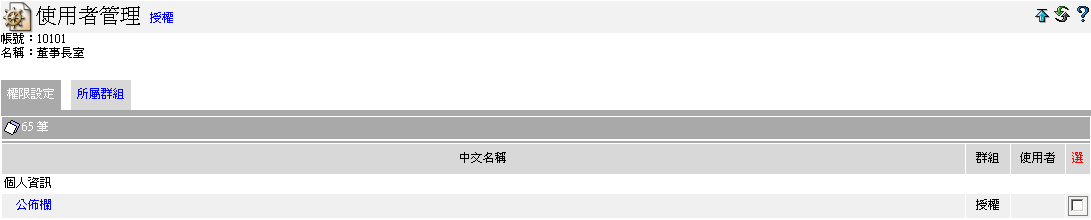 使用者管理 授權
?
帳號：10101
名稱：董事長室
權限設定 所屬群組
65 筆
中文名稱 群組 使用者 選
個人資訊
公佈欄 授權